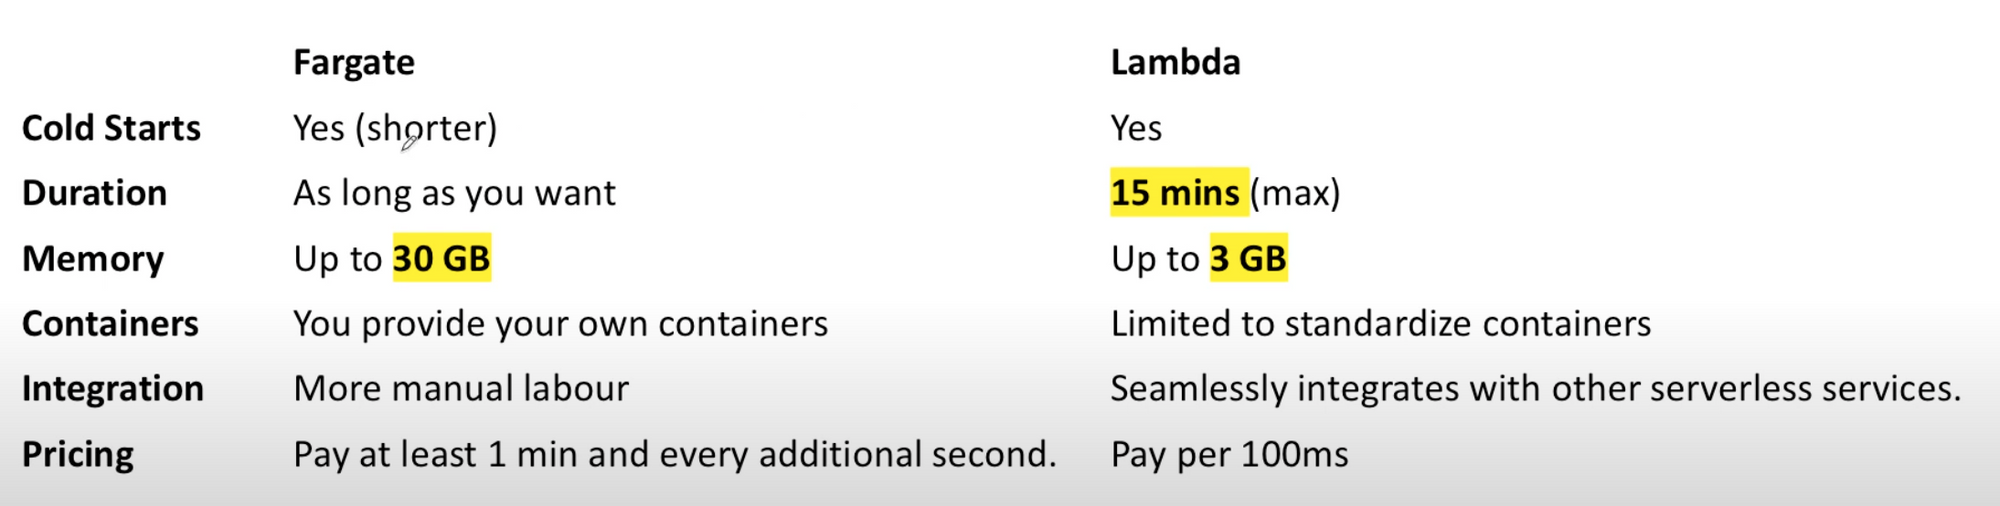 Fargate Lambda
Cold Starts Yes (shorter) Yes
Duration As long as you want 15 mins (max)
Memory Up to 30 GB Up to 3 GB
Containers You provide your own containers Limited to standardize containers
Integration More manual labour Seamlessly integrates with other serverless services.
Pricing Pay at least 1 min and every additional second. Pay per 100ms